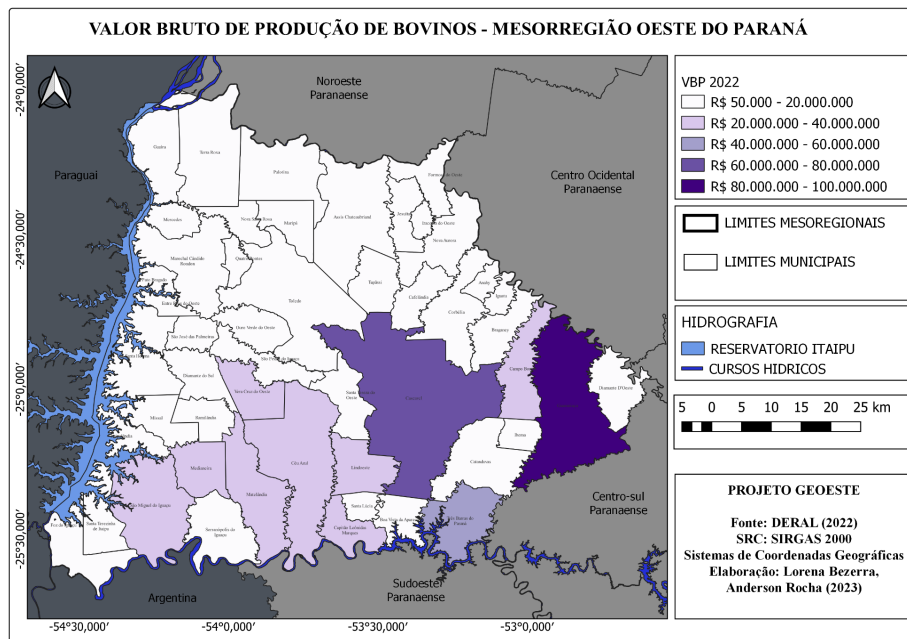 VALOR BRUTO DE PRODUÇÃO DE BOVINOS - MESORREGIÃO OESTE DO PARANÁ
-24°0,000'
-24°30,000'
-25°0,000'
-25°30,000'
-54°30,000'
-54°0,000'
-53°30,000'
-53°0,000'
Noroeste
Paranaense
Paraguai
Centro Ocidental
Paranaense
Centro-sul
Paranaense
Sudoester
Paranaense
Argentina
Guaíra
Terra Roxa
Palotina
Formosa do Oeste
Assis Chateaubriand
Jesuítas
Iracema do Oeste
Nova Aurora
Mercedes
Nova Santa Rosa
Maripá
Marechal Cândido
Rondon
Quatro Pontes
Pato Bragado
Entre Rios do Oeste
Toledo
Tupãssi
Cafelândia
Anahy
Iguatu
Corbélia
Braganey
São José das Palmeiras
Ouro Verde do Oeste
São Pedro do Iguaçu
Santa Helena
Diamante do Sul
Vera Cruz do Oeste
Cascavel
Campo Bonito
Diamante D'Oeste
Missal
Ramilândia
Medianeira
Céu Azul
Lindoeste
Catanduvas
Ibema
Matelândia
São Miguel do Iguaçu
Santa Terezinha
de Itaipu
Serranópolis do
Iguaçu
Santa Lúcia
Capitão Leônidas
Marques
Boa Vista da Aparecida
Três Barras do
Paraná
VBP 2022
R$ 50.000 - 20.000.000
R$ 20.000.000 - 40.000.000
R$ 40.000.000 - 60.000.000
R$ 60.000.000 - 80.000.000
R$ 80.000.000 - 100.000.000
LIMITES MESOREGIONAIS
LIMITES MUNICIPAIS
HIDROGRAFIA
RESERVATORIO ITAIPU
CURSOS HIDRICOS
5 0 5 10 15 20 25 km
PROJETO GEOESTE
Fonte: DERAL (2022)
SRC: SIRGAS 2000
Sistemas de Coordenadas Geográficas
Elaboração: Lorena Bezerra,
Anderson Rocha (2023)